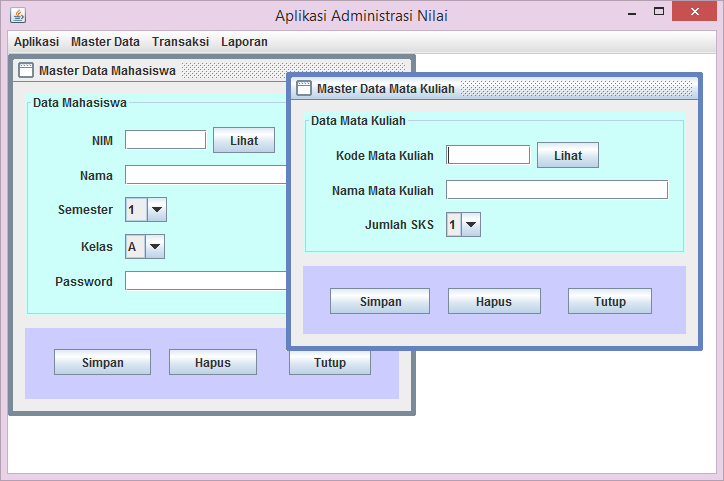 Aplikasi Administrasi Nilai
Aplikasi Master Data Transaksi Laporan
Master Data Mahasiswa
Data Mahasiswa
NIM
Lihat
Nama
Semester
1
Kelas
A
Password
Simpan
Hapus
Tutup
Master Data Mata Kuliah
Data Mata Kuliah
Kode Mata Kuliah
Lihat
Nama Mata Kuliah
Jumlah SKS
1
Simpan
Hapus
Tutup